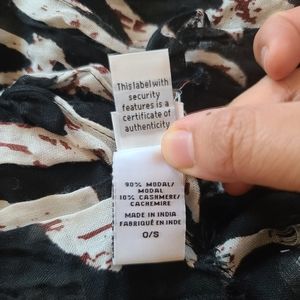 This label with
security
features is a
certificate of
authenticity
90% MODAL/
MODAL
10% CASHMERE/
CACHEMIRE
MADE IN INDIA
FABRIQUÉ EN INDE
O/S